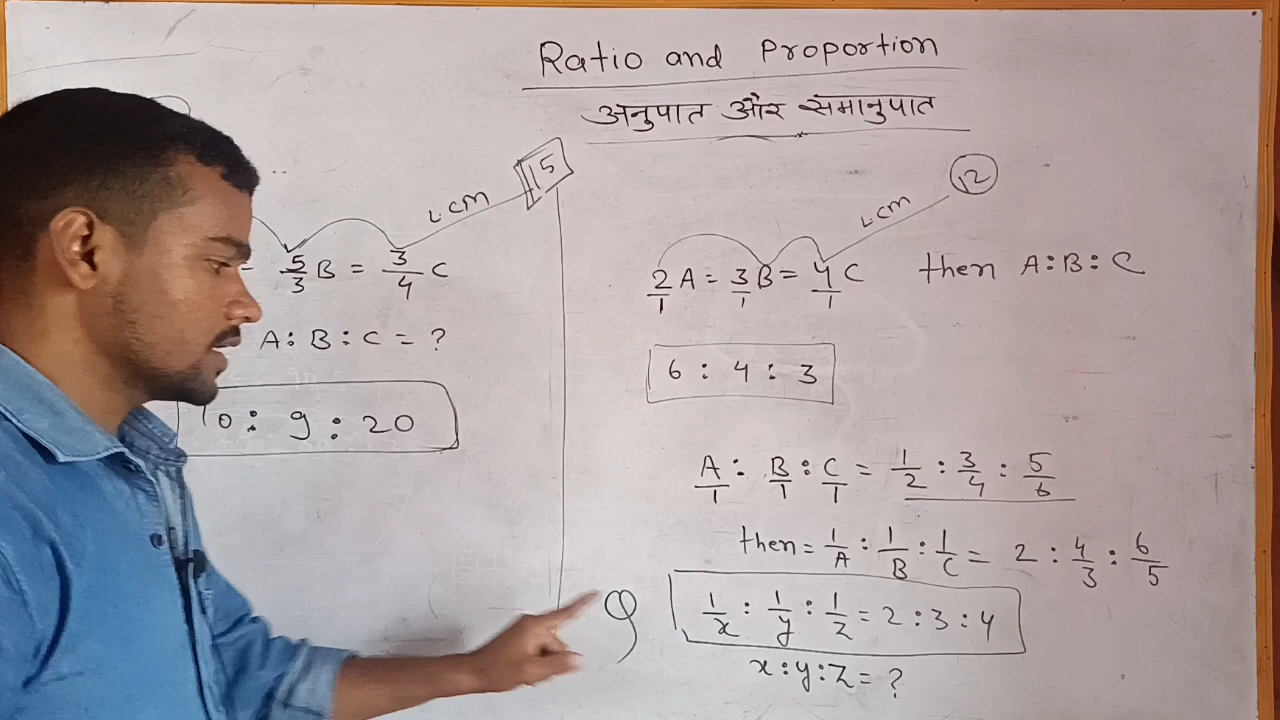 Ratio and Proportion
अनुपात और समानुपात
LCM 15
5/3 B = 3/4 C
A : B : C = ?
10 : 9 : 20
LCM 12
2/1 A = 3/1 B = 4/1 C then A : B : C
6 : 4 : 3
A/1 : B/1 : C/1 = 1/2 : 3/4 : 5/6
then = 1/A : 1/B : 1/C = 2 : 4/3 : 6/5
Q 1/x : 1/y : 1/z = 2 : 3 : 4
x : y : z = ?